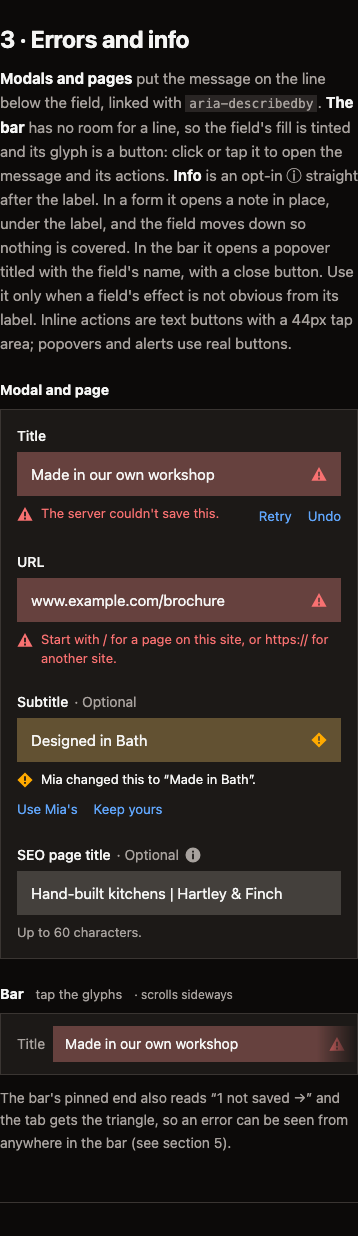 3 · Errors and info
Modals and pages put the message on the line
below the field, linked with aria-describedby. The
bar has no room for a line, so the field's fill is tinted
and its glyph is a button: click or tap it to open the
message and its actions. Info is an opt-in ⓘ straight
after the label. In a form it opens a note in place,
under the label, and the field moves down so
nothing is covered. In the bar it opens a popover
titled with the field's name, with a close button. Use
it only when a field's effect is not obvious from its
label. Inline actions are text buttons with a 44px tap
area; popovers and alerts use real buttons.
Modal and page
Title
Made in our own workshop
The server couldn't save this. Retry Undo
URL
www.example.com/brochure
Start with / for a page on this site, or https:// for
another site.
Subtitle · Optional
Designed in Bath
Mia changed this to “Made in Bath”.
Use Mia's Keep yours
SEO page title · Optional
Hand-built kitchens | Hartley & Finch
Up to 60 characters.
Bar tap the glyphs · scrolls sideways
Title Made in our own workshop
The bar's pinned end also reads “1 not saved →” and
the tab gets the triangle, so an error can be seen from
anywhere in the bar (see section 5).